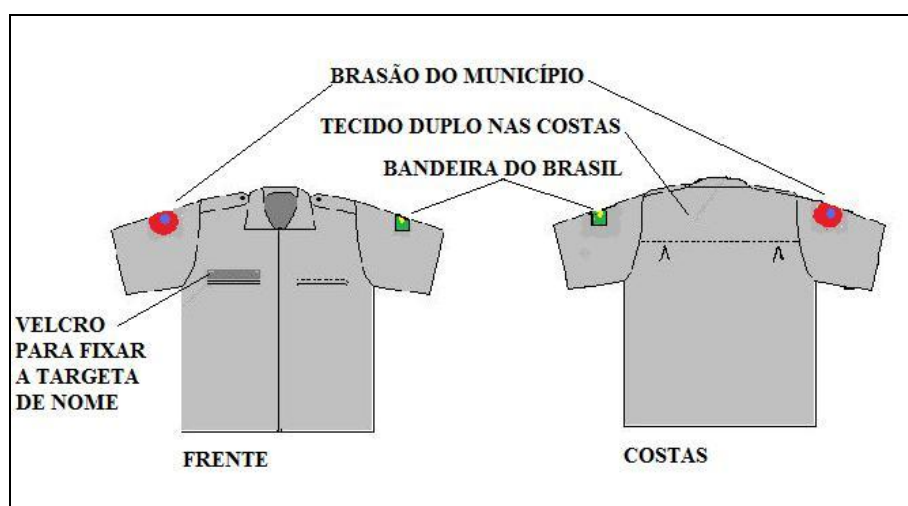 BRASÃO DO MUNICÍPIO
TECIDO DUPLO NAS COSTAS
BANDEIRA DO BRASIL
VELCRO
PARA FIXAR
A TARGETA
DE NOME
FRENTE
COSTAS